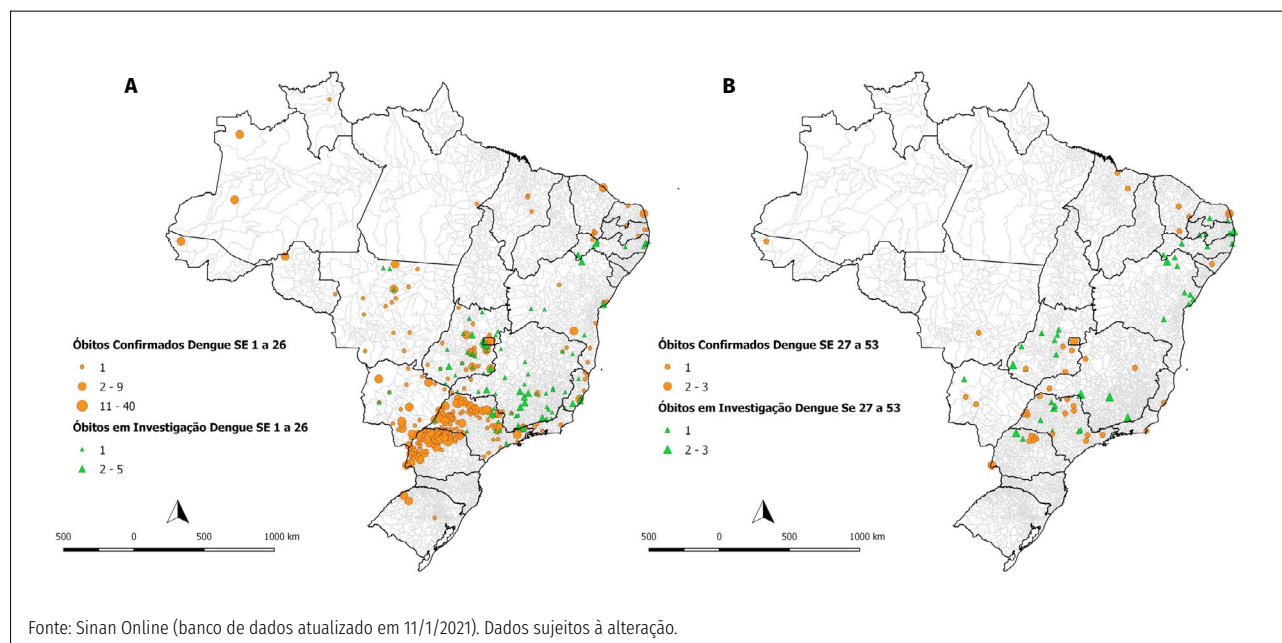 A
B
Óbitos Confirmados Dengue SE 1 a 26
1
2 - 9
11 - 40
Óbitos em Investigação Dengue SE 1 a 26
1
2 - 5
500 0 500 1000 km
Óbitos Confirmados Dengue SE 27 a 53
1
2 - 3
Óbitos em Investigação Dengue Se 27 a 53
1
2 - 3
500 0 500 1000 km
Fonte: Sinan Online (banco de dados atualizado em 11/1/2021). Dados sujeitos à alteração.